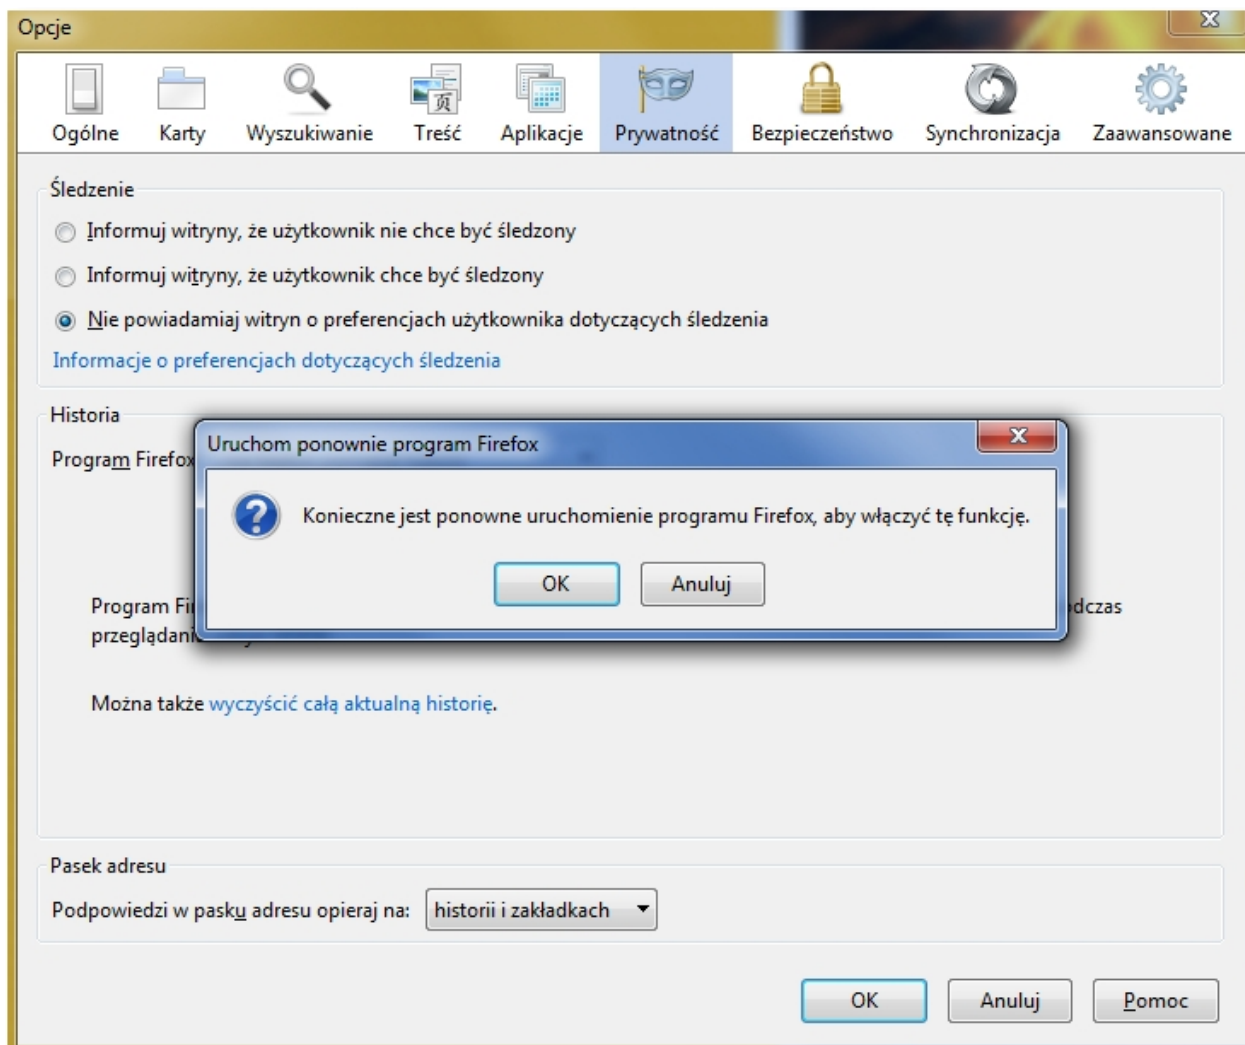 Opcje
Ogólne Karty Wyszukiwanie Treść Aplikacje Prywatność Bezpieczeństwo Synchronizacja Zaawansowane
Śledzenie
Informuj witryny, że użytkownik nie chce być śledzony
Informuj witryny, że użytkownik chce być śledzony
Nie powiadamiaj witryn o preferencjach użytkownika dotyczących śledzenia
Informacje o preferencjach dotyczących śledzenia
Historia
Program Firefox
Uruchom ponownie program Firefox
Konieczne jest ponowne uruchomienie programu Firefox, aby włączyć tę funkcję.
OK Anuluj
Program
Można także wyczyścić całą aktualną historię.
Pasek adresu
Podpowiedzi w pasku adresu opieraj na: historii i zakładkach
OK Anuluj Pomoc